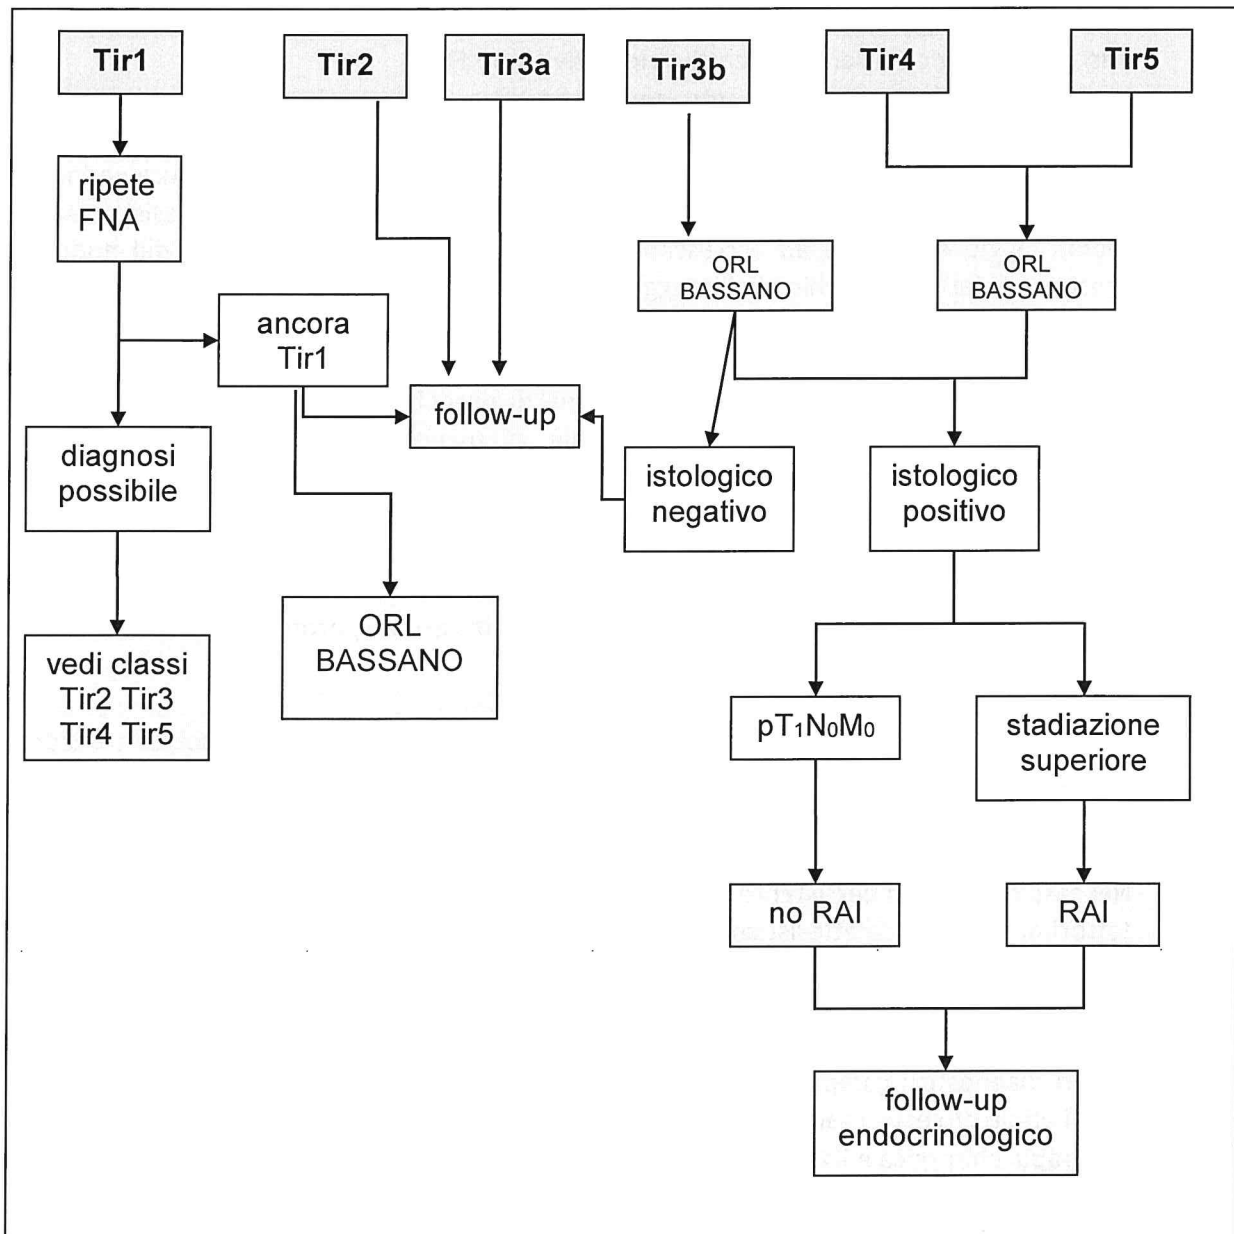 Tir1
Tir2
Tir3a
Tir3b
Tir4
Tir5
ripete
FNA
ORL
BASSANO
ORL
BASSANO
ancora
Tir1
follow-up
diagnosi
possibile
istologico
negativo
istologico
positivo
ORL
BASSANO
vedi classi
Tir2 Tir3
Tir4 Tir5
pT1N0M0
stadiazione
superiore
no RAI
RAI
follow-up
endocrinologico